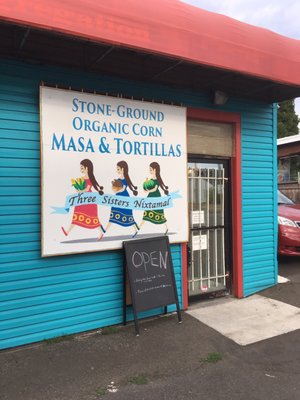 Stone-Ground
Organic Corn
Masa & Tortillas
Three Sisters Nixtamal
OPEN